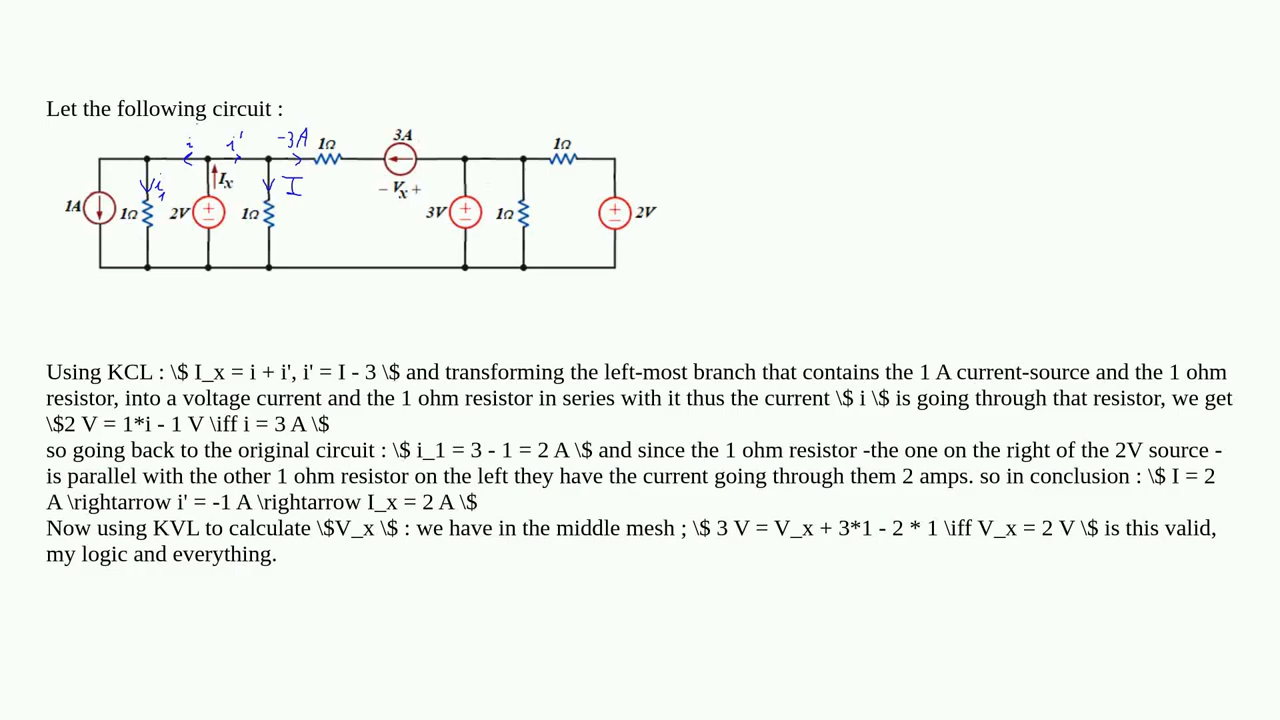 Let the following circuit :
i i' -3A 1Ω 3A 1Ω
1A i1 1Ω 2V Ix 1Ω I - Vx + 3V 1Ω 2V
Using KCL : \$ I_x = i + i', i' = I - 3 \$ and transforming the left-most branch that contains the 1 A current-source and the 1 ohm
resistor, into a voltage current and the 1 ohm resistor in series with it thus the current \$ i \$ is going through that resistor, we get
\$2 V = 1*i - 1 V \iff i = 3 A \$
so going back to the original circuit : \$ i_1 = 3 - 1 = 2 A \$ and since the 1 ohm resistor -the one on the right of the 2V source -
is parallel with the other 1 ohm resistor on the left they have the current going through them 2 amps. so in conclusion : \$ I = 2
A \rightarrow i' = -1 A \rightarrow I_x = 2 A \$
Now using KVL to calculate \$V_x \$ : we have in the middle mesh ; \$ 3 V = V_x + 3*1 - 2 * 1 \iff V_x = 2 V \$ is this valid,
my logic and everything.